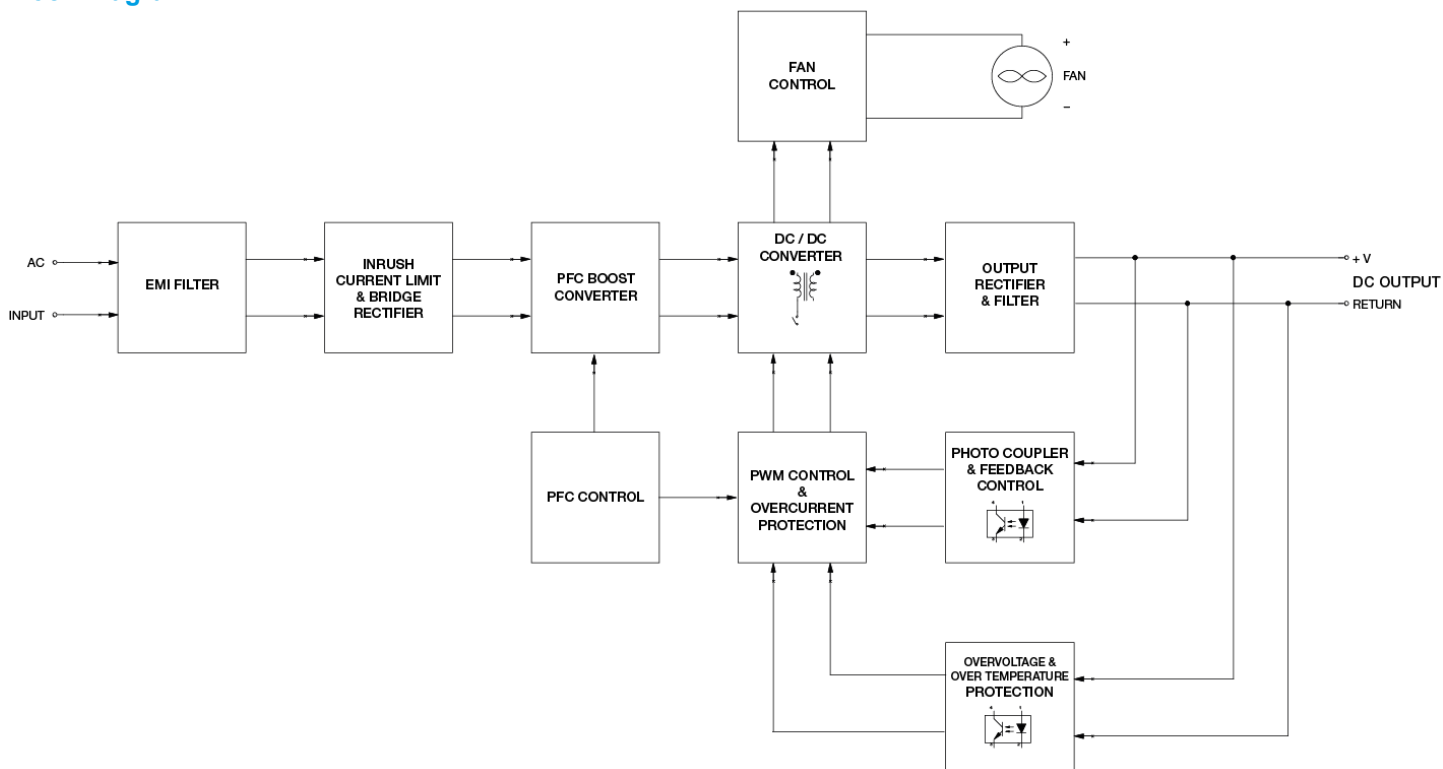 FAN
CONTROL
+
FAN
−
AC
INPUT
EMI FILTER
INRUSH
CURRENT LIMIT
& BRIDGE
RECTIFIER
PFC BOOST
CONVERTER
DC / DC
CONVERTER
OUTPUT
RECTIFIER
& FILTER
+ V
DC OUTPUT
RETURN
PFC CONTROL
PWM CONTROL
&
OVERCURRENT
PROTECTION
PHOTO COUPLER
& FEEDBACK
CONTROL
OVERVOLTAGE &
OVER TEMPERATURE
PROTECTION